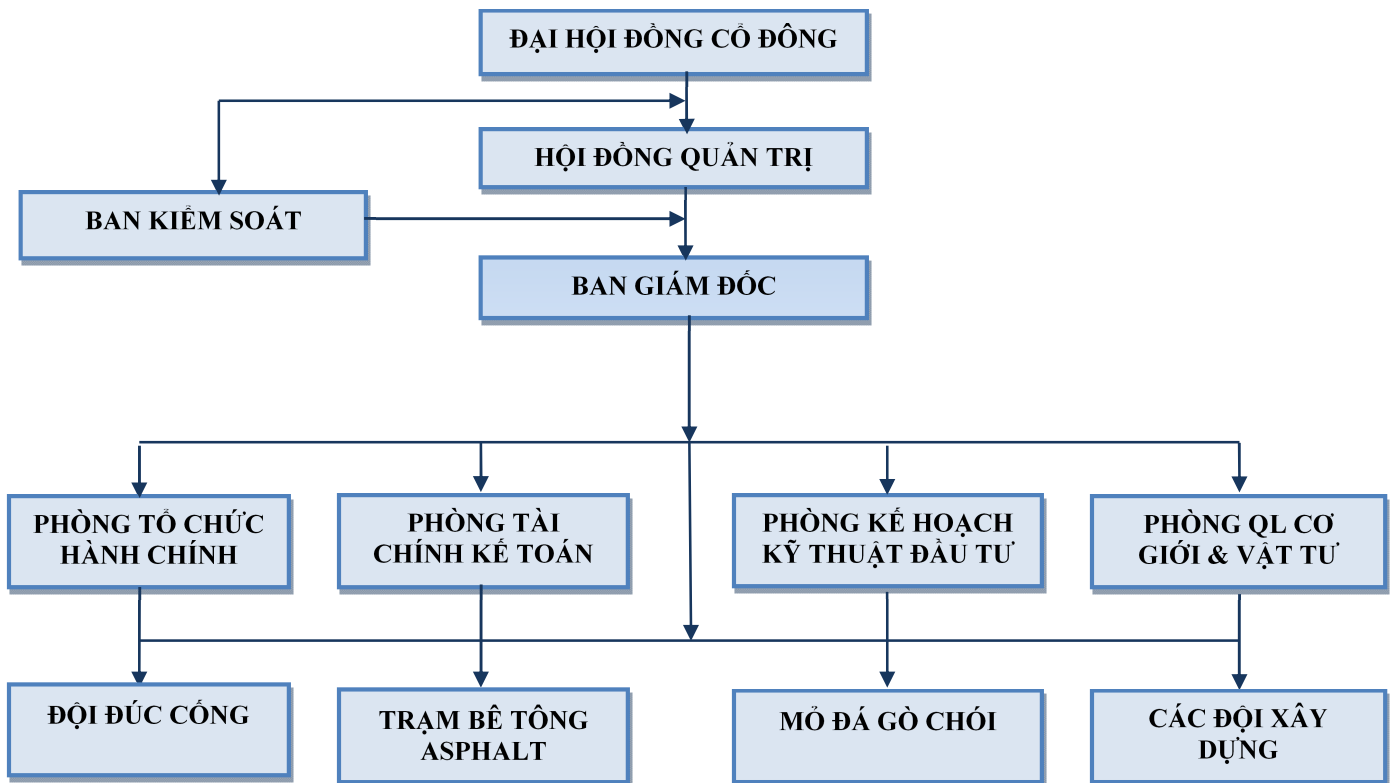 ĐẠI HỘI ĐỒNG CỔ ĐÔNG
HỘI ĐỒNG QUẢN TRỊ
BAN KIỂM SOÁT
BAN GIÁM ĐỐC
PHÒNG TỔ CHỨC
HÀNH CHÍNH
PHÒNG TÀI
CHÍNH KẾ TOÁN
PHÒNG KẾ HOẠCH
KỸ THUẬT ĐẦU TƯ
PHÒNG QL CƠ
GIỚI & VẬT TƯ
ĐỘI ĐÚC CỐNG
TRẠM BÊ TÔNG
ASPHALT
MỎ ĐÁ GÒ CHÓI
CÁC ĐỘI XÂY
DỰNG